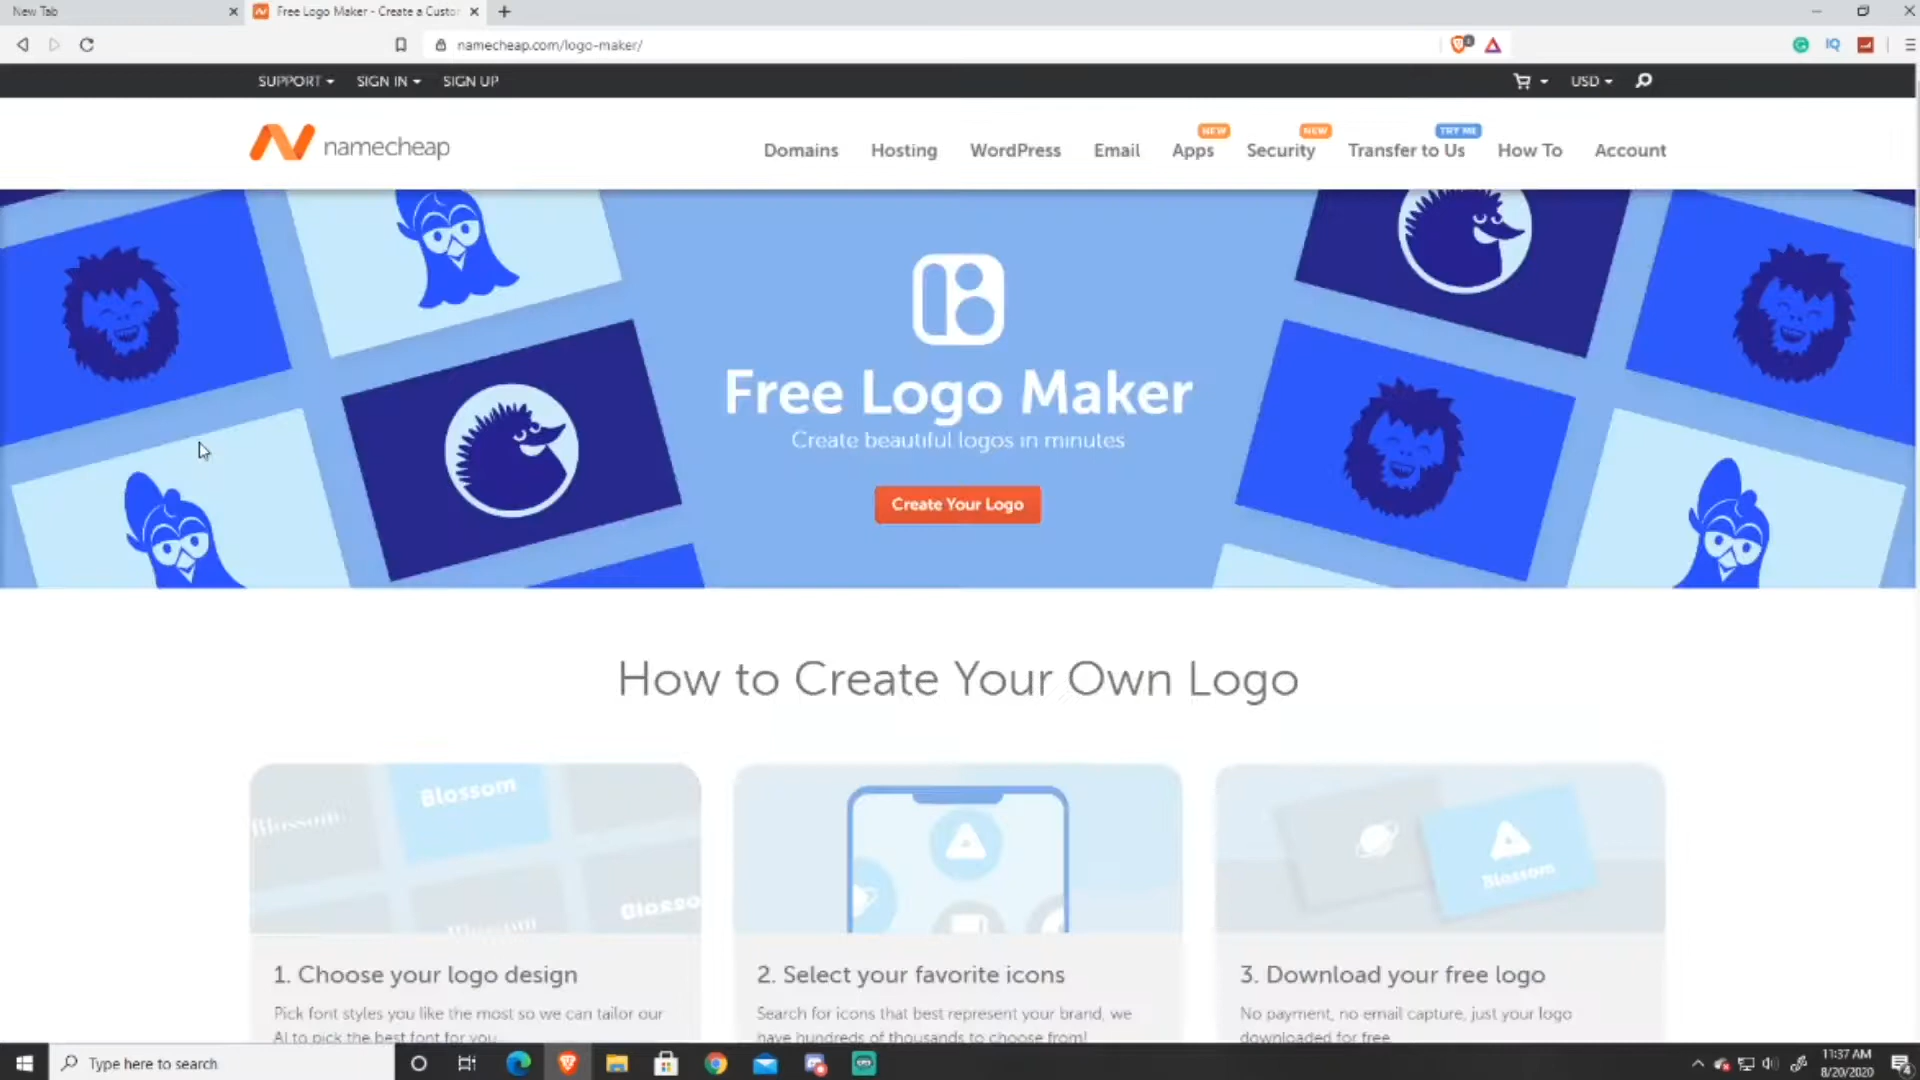 New Tab
Free Logo Maker - Create a Custor
namecheap.com/logo-maker/
SUPPORT
SIGN IN
SIGN UP
USD
namecheap
Domains
Hosting
WordPress
Email
Apps
NEW
Security
NEW
Transfer to Us
TRY ME
How To
Account
Free Logo Maker
Create beautiful logos in minutes
Create Your Logo
How to Create Your Own Logo
Blossom
Blossom
Blossom
Blosso
1. Choose your logo design
Pick font styles you like the most so we can tailor our
AI to pick the best font for you
2. Select your favorite icons
Search for icons that best represent your brand, we
have hundreds of thousands to choose from!
Blossom
3. Download your free logo
No payment, no email capture, just your logo
downloaded for free
Type here to search
11:37 AM
8/20/2020
4